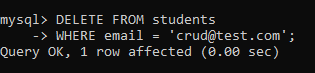 mysql> DELETE FROM students
    -> WHERE email = 'crud@test.com';
Query OK, 1 row affected (0.00 sec)